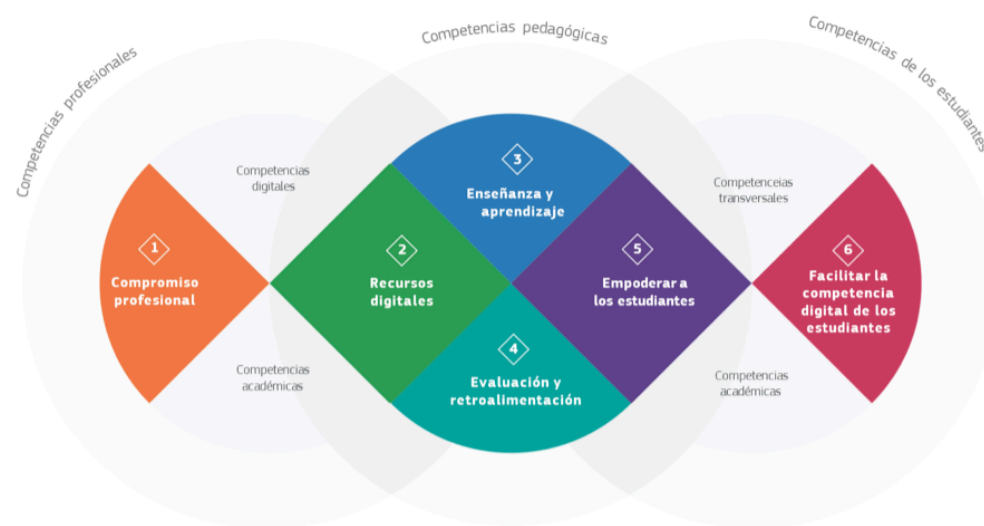 Competencias profesionales
Competencias pedagógicas
Competencias de los estudiantes
Competencias
digitales
Competencias
académicas
1
Compromiso
profesional
2
Recursos
digitales
3
Enseñanza y
aprendizaje
4
Evaluación y
retroalimentación
5
Empoderar a
los estudiantes
Competenceias
transversales
Competencias
académicas
6
Facilitar la
competencia
digital de los
estudiantes